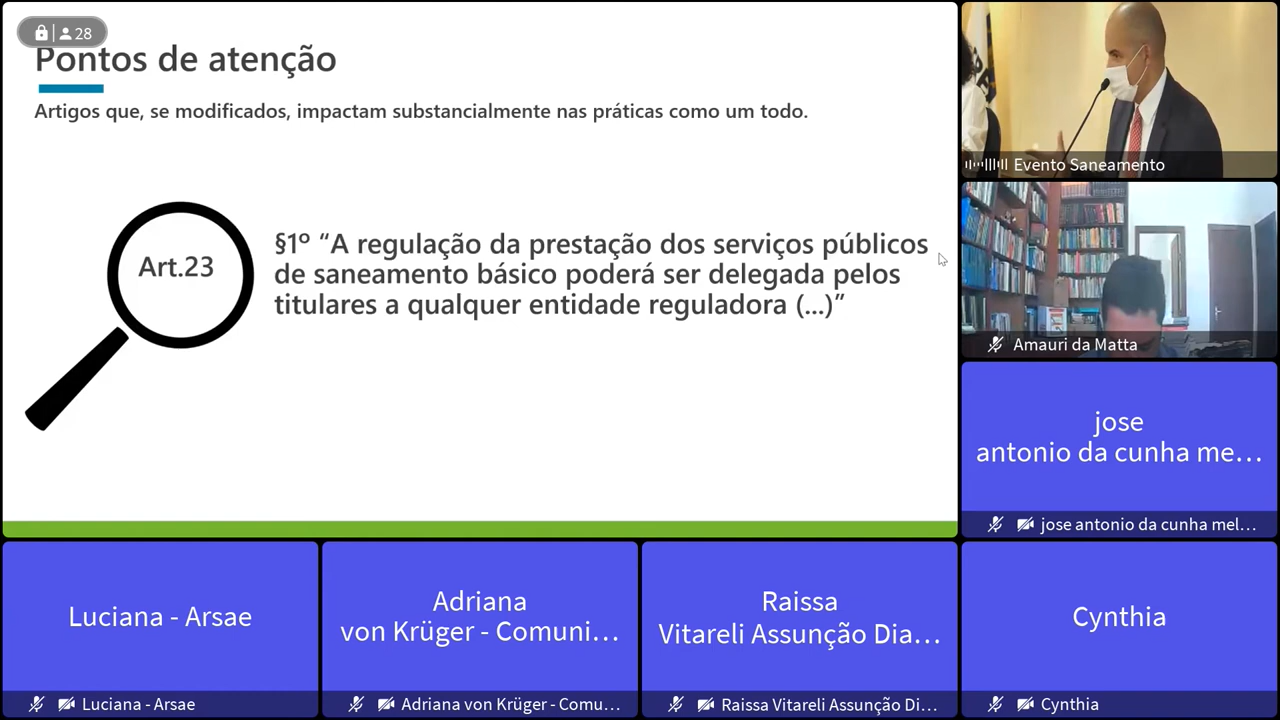 28
Pontos de atenção
Artigos que, se modificados, impactam substancialmente nas práticas como um todo.
Art.23
§1º “A regulação da prestação dos serviços públicos
de saneamento básico poderá ser delegada pelos
titulares a qualquer entidade reguladora (...)”
Evento Saneamento
Amauri da Matta
jose
antonio da cunha me...
jose antonio da cunha mel...
Luciana - Arsae
Luciana - Arsae
Adriana
von Krüger - Comuni...
Adriana von Krüger - Comu...
Raissa
Vitareli Assunção Dia...
Raissa Vitareli Assunção Di...
Cynthia
Cynthia